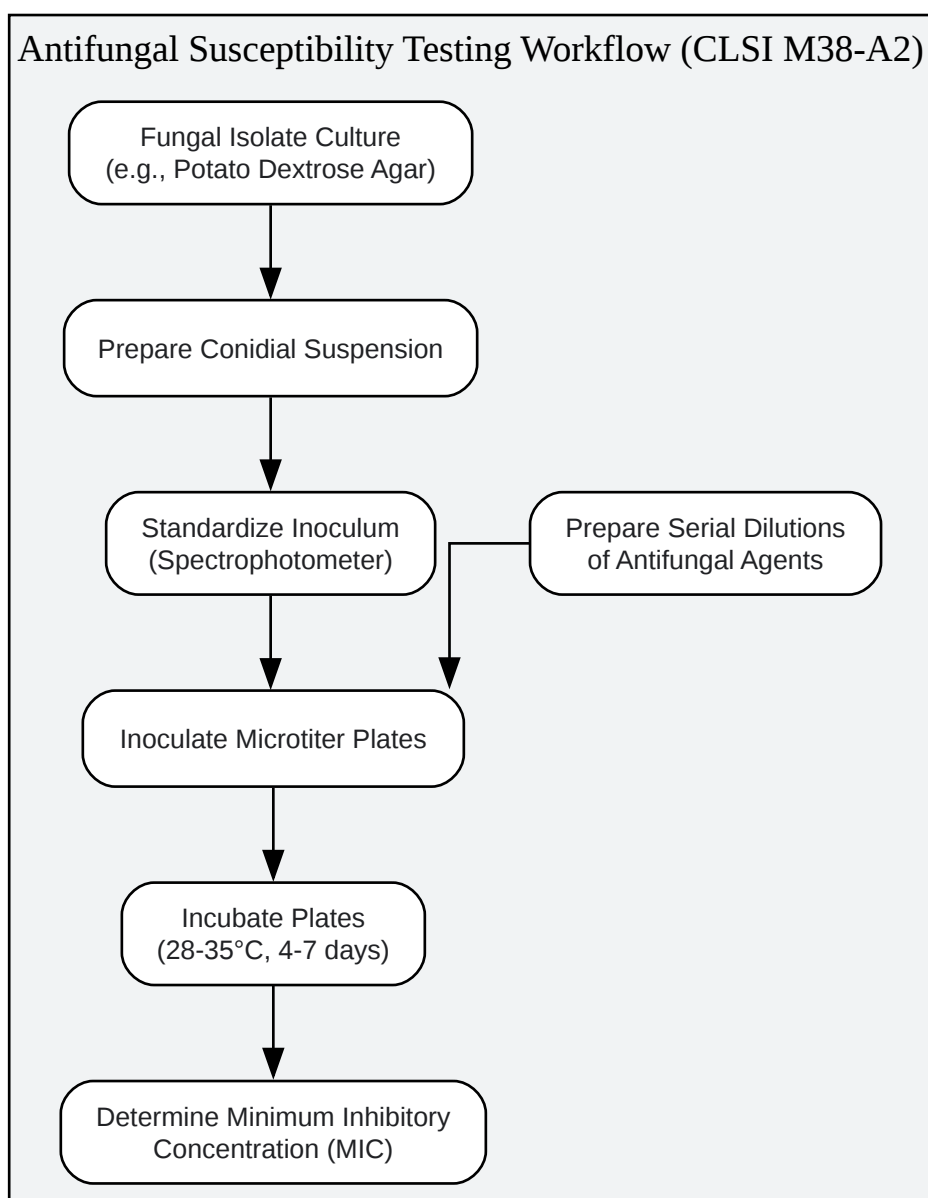 Antifungal Susceptibility Testing Workflow (CLSI M38-A2)
Fungal Isolate Culture
(e.g., Potato Dextrose Agar)
Prepare Conidial Suspension
Standardize Inoculum
(Spectrophotometer)
Prepare Serial Dilutions
of Antifungal Agents
Inoculate Microtiter Plates
Incubate Plates
(28-35°C, 4-7 days)
Determine Minimum Inhibitory
Concentration (MIC)